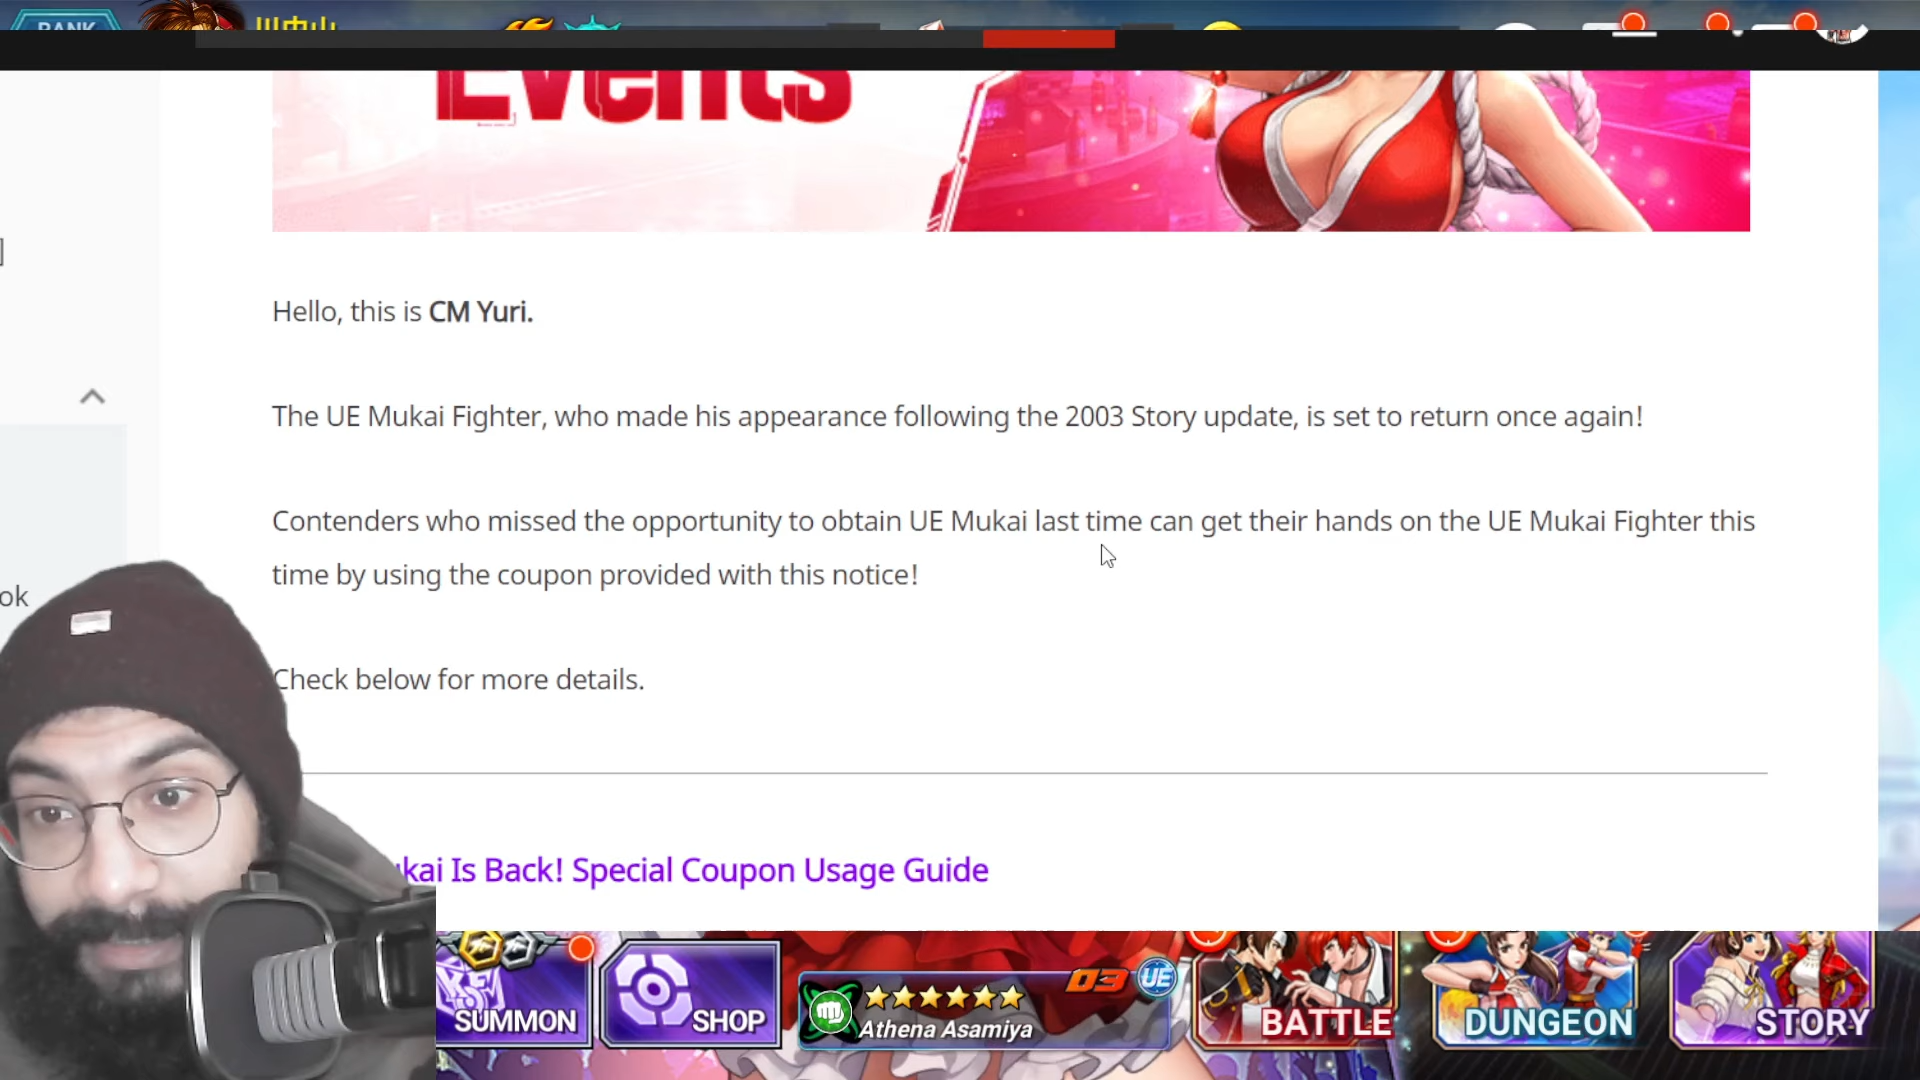 RANK
Events
Hello, this is CM Yuri.
The UE Mukai Fighter, who made his appearance following the 2003 Story update, is set to return once again!
Contenders who missed the opportunity to obtain UE Mukai last time can get their hands on the UE Mukai Fighter this
time by using the coupon provided with this notice!
ok
Check below for more details.
ukai Is Back! Special Coupon Usage Guide
SUMMON
SHOP
03 UE
Athena Asamiya
BATTLE
DUNGEON
STORY